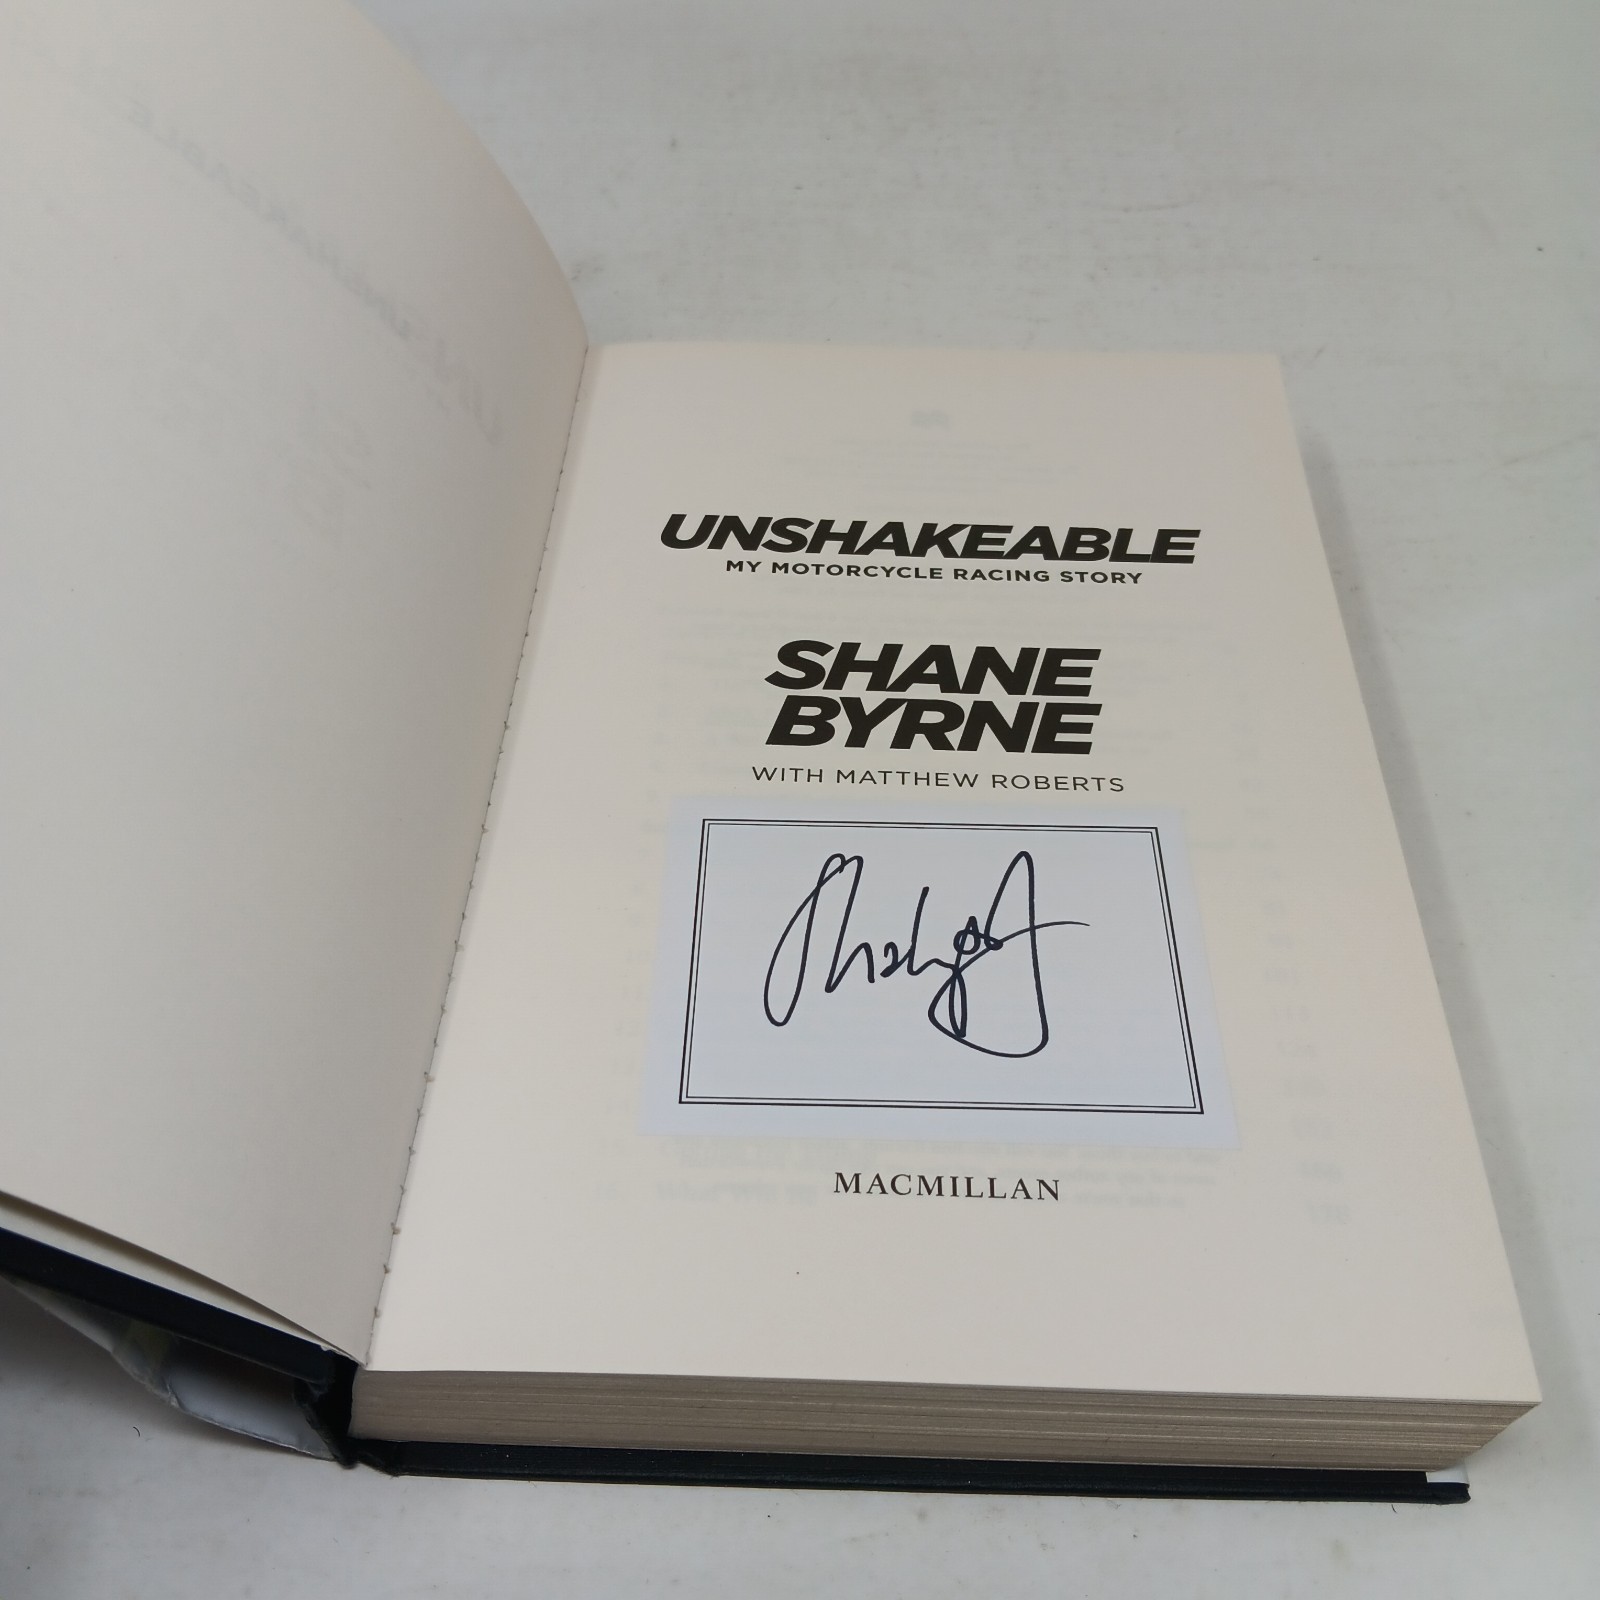 UNSHAKEABLE
MY MOTORCYCLE RACING STORY
SHANE
BYRNE
WITH MATTHEW ROBERTS
MACMILLAN